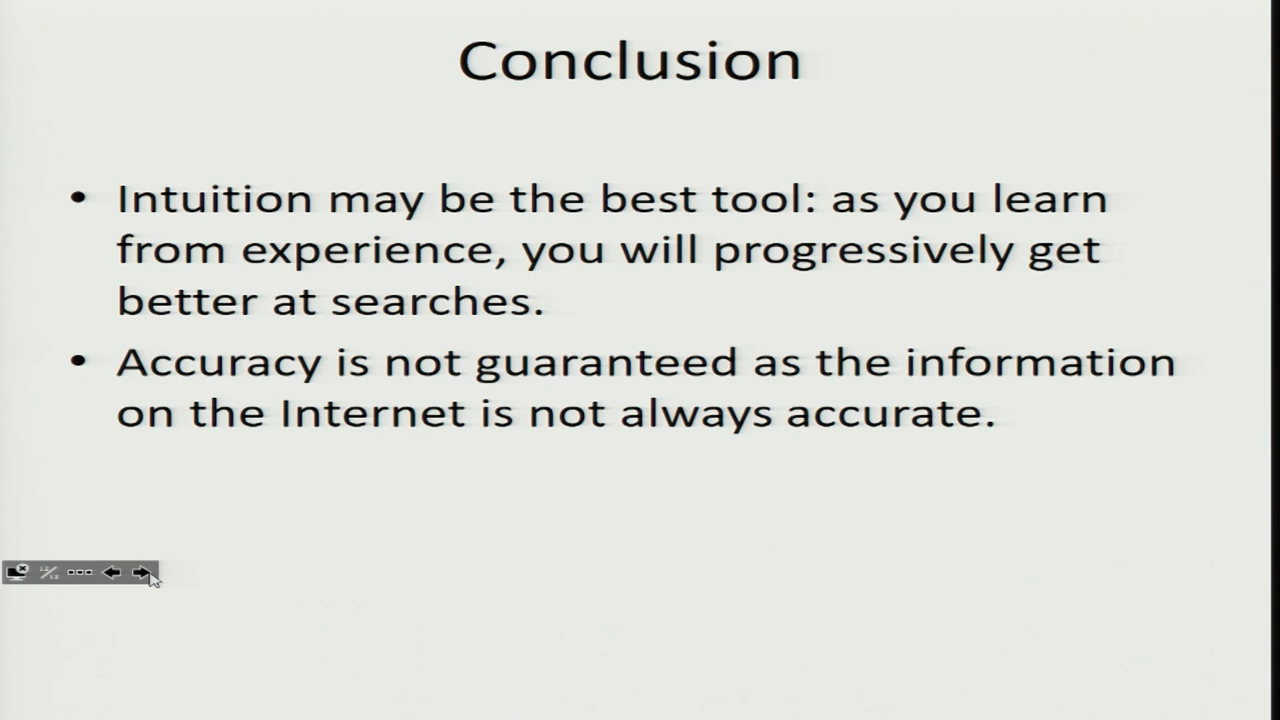 Conclusion
• Intuition may be the best tool: as you learn
from experience, you will progressively get
better at searches.
• Accuracy is not guaranteed as the information
on the Internet is not always accurate.